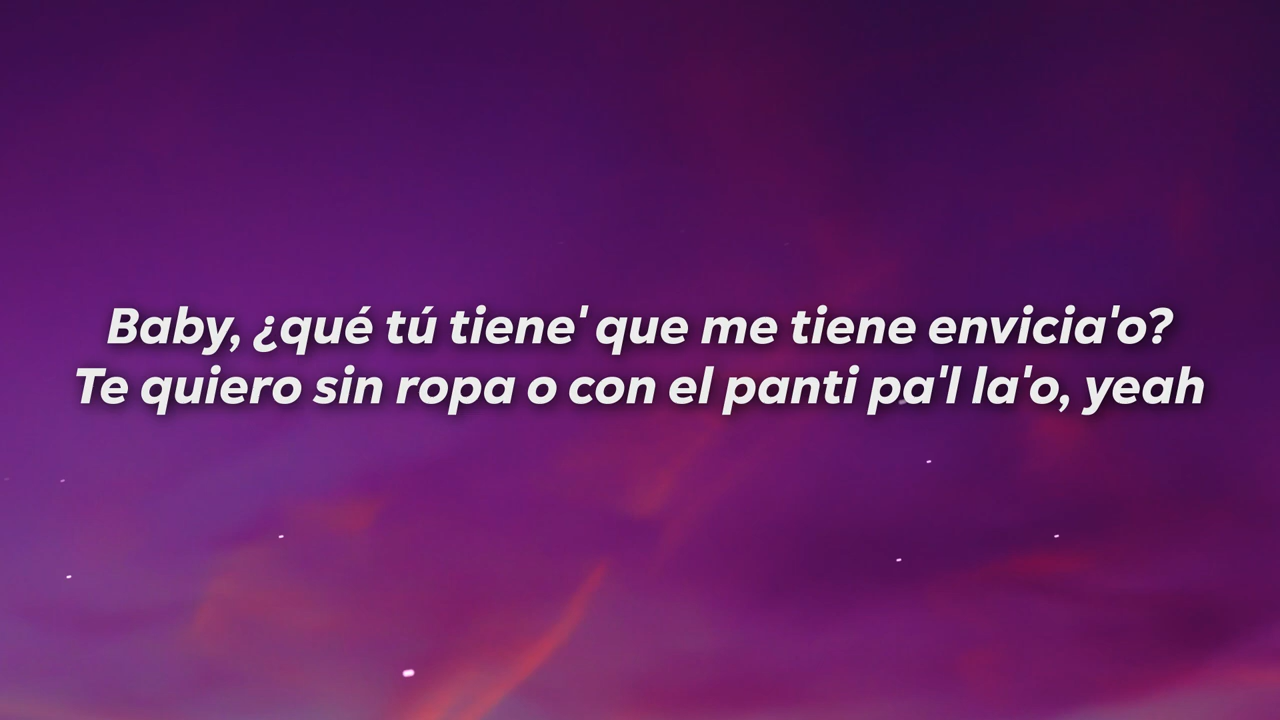 Baby, ¿qué tú tiene' que me tiene envicia'o?
Te quiero sin ropa o con el panti pa'l la'o, yeah